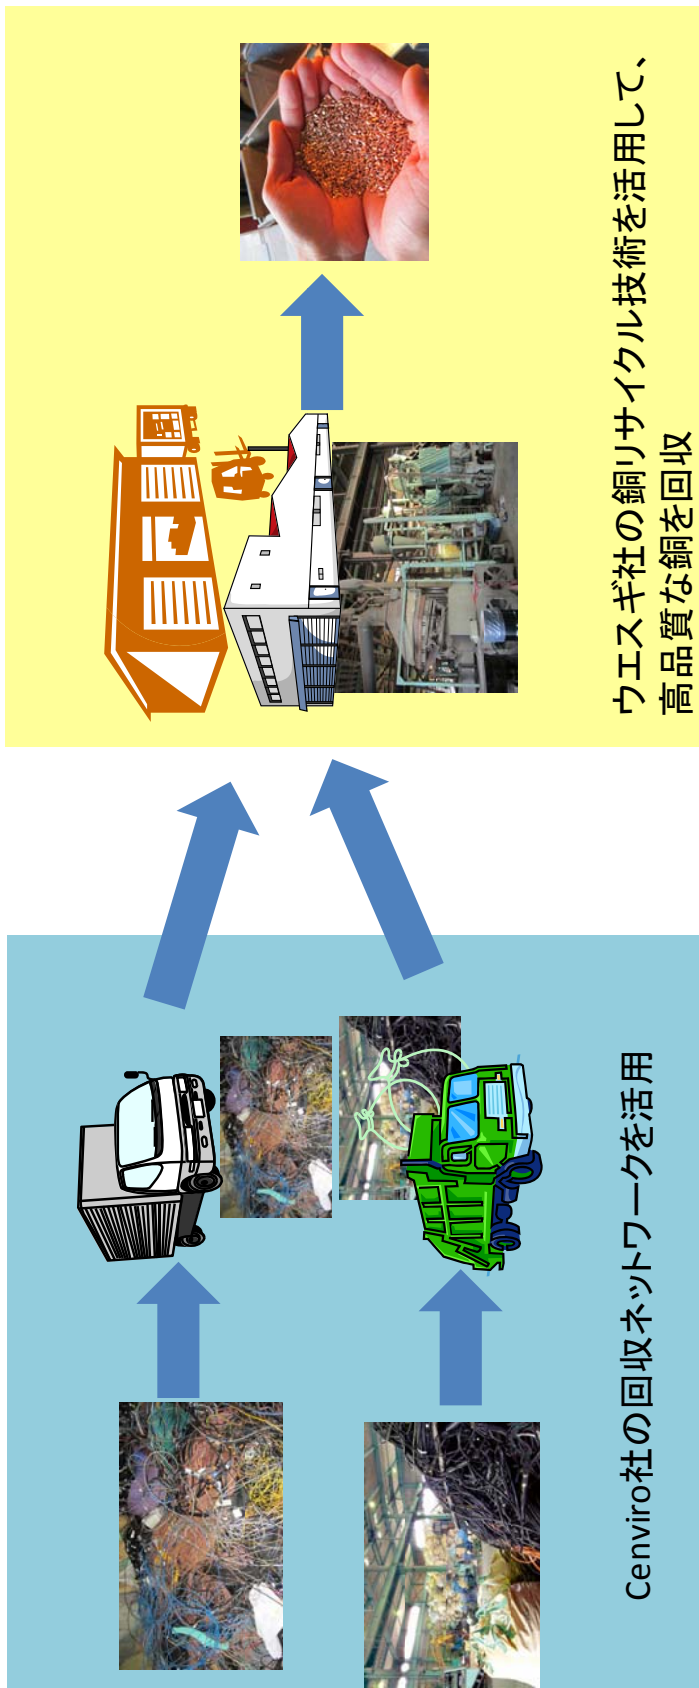 Cenviro社の回収ネットワークを活用
ウエスギ社の銅リサイクル技術を活用して、
高品質な銅を回収